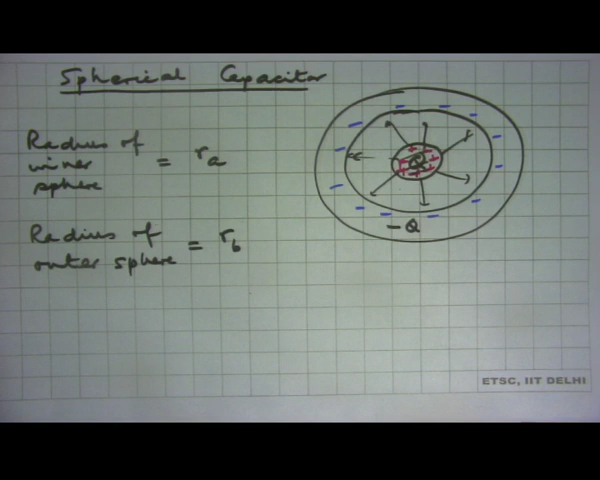 Spherical Capacitor
Radius of
inner
sphere
= ra
Radius of
outer sphere
= rb
Q
- Q
ETSC, IIT DELHI